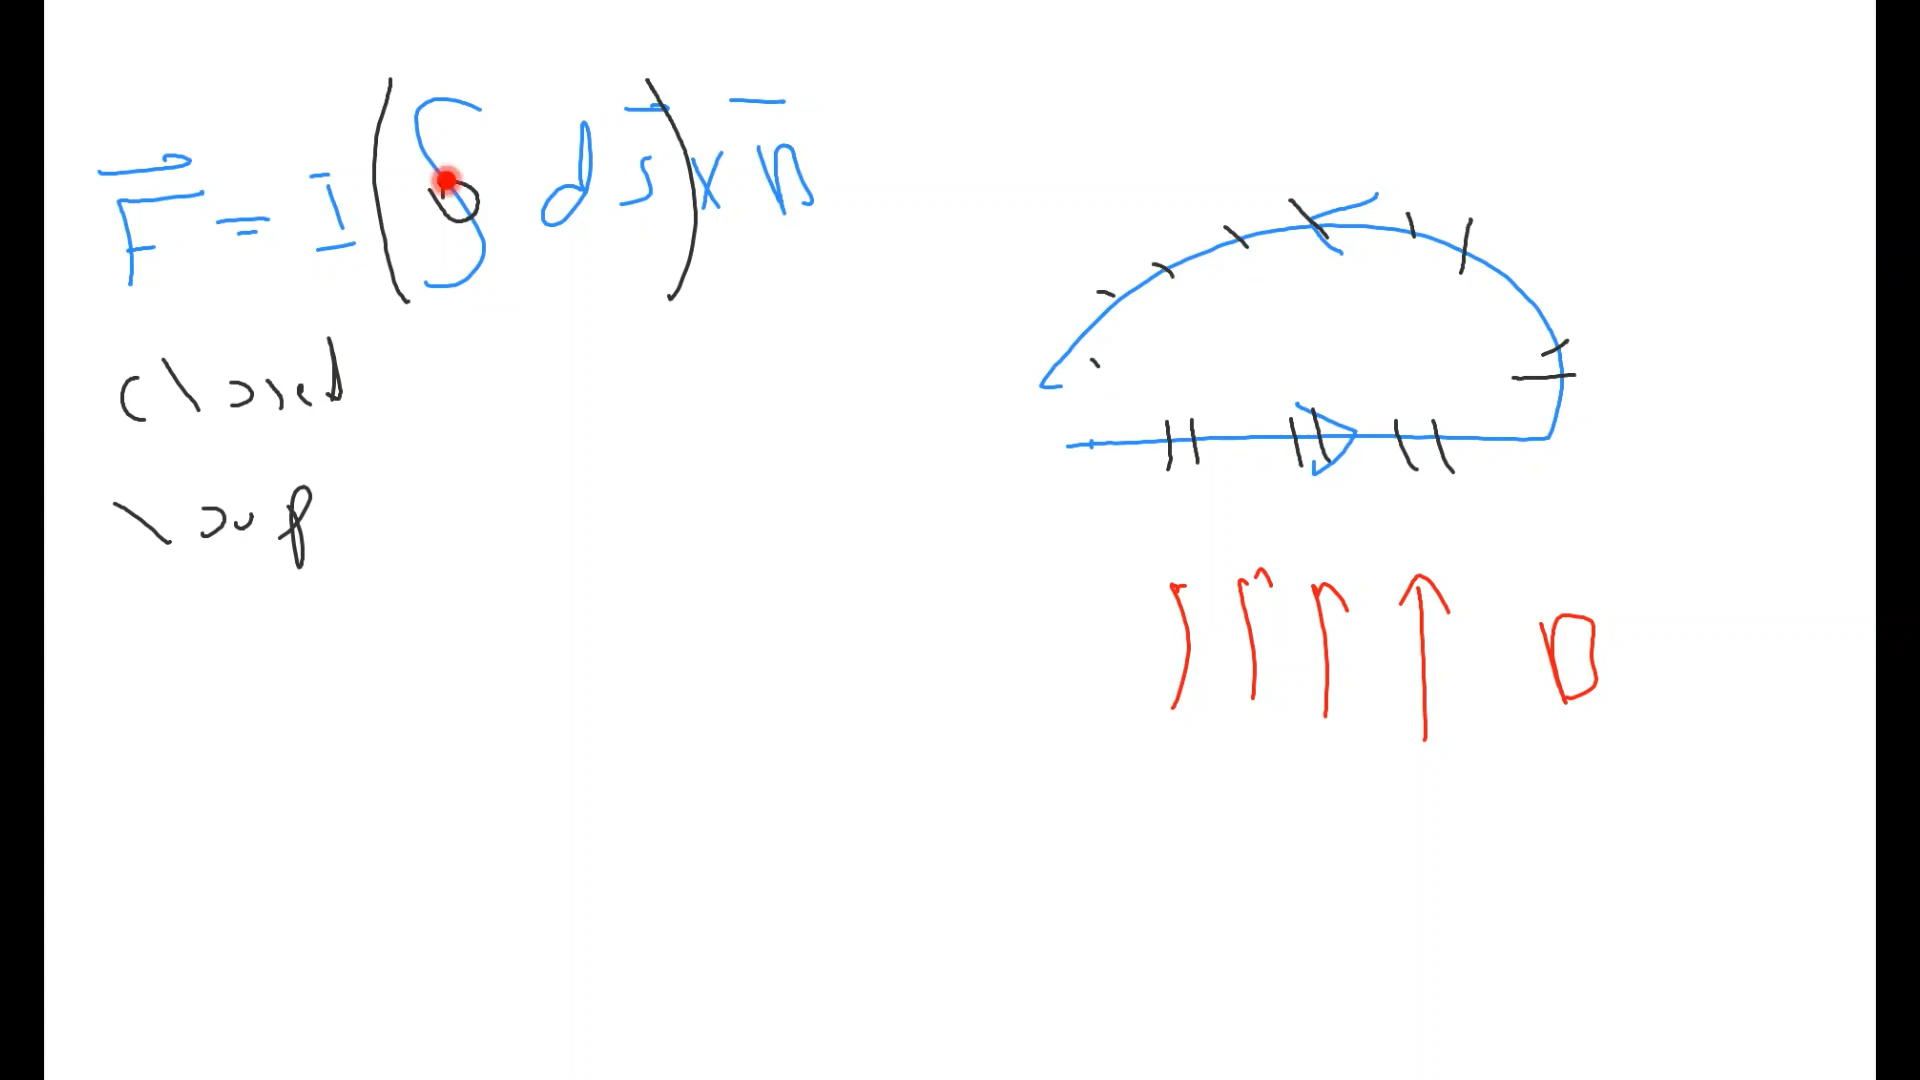 F⃗ = I (∮ ds⃗) × B̄
closed
loop
B